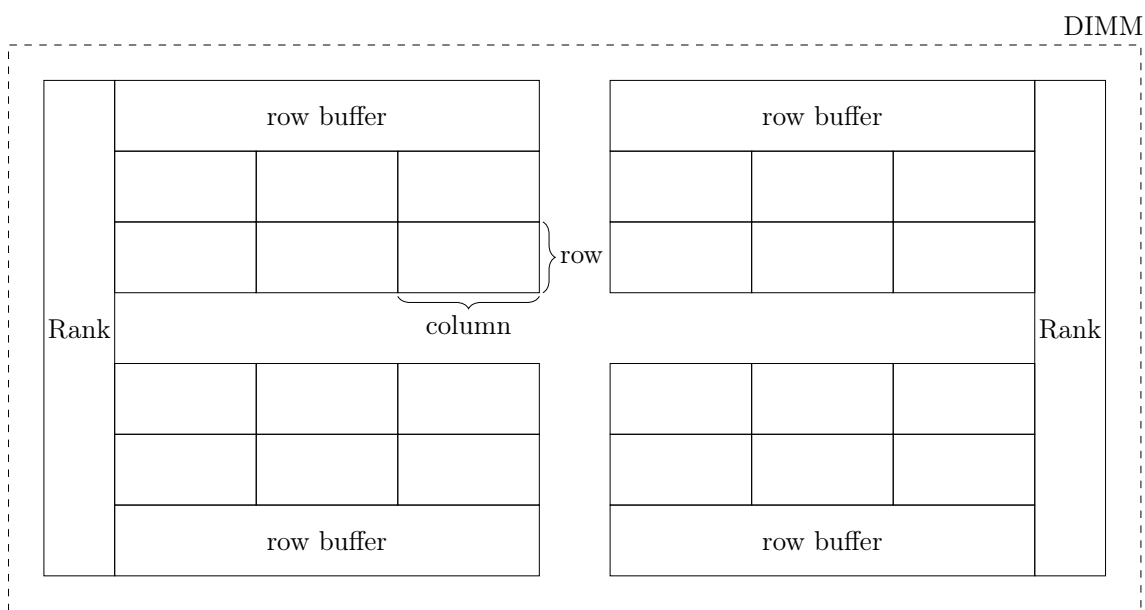 DIMM
row buffer
row buffer
row
column
Rank
Rank
row buffer
row buffer